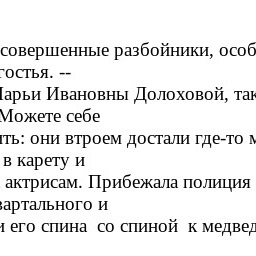 совершенные разбойники, особ
гостья. --
Марьи Ивановны Долоховой, так
Можете себе
ить: они втроем достали где-то м
в карету и
актрисам. Прибежала полиция
вартального и
и его спина со спиной к медвед